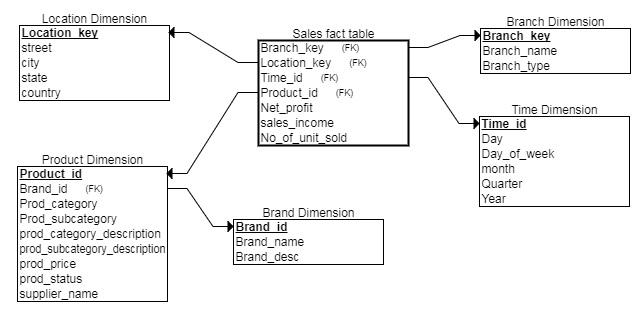 Location Dimension
Location_key
street
city
state
country
Sales fact table
Branch_key (FK)
Location_key (FK)
Time_id (FK)
Product_id (FK)
Net_profit
sales_income
No_of_unit_sold
Branch Dimension
Branch_key
Branch_name
Branch_type
Time Dimension
Time_id
Day
Day_of_week
month
Quarter
Year
Product Dimension
Product_id
Brand_id (FK)
Prod_category
Prod_subcategory
prod_category_description
prod_subcategory_description
prod_price
prod_status
supplier_name
Brand Dimension
Brand_id
Brand_name
Brand_desc